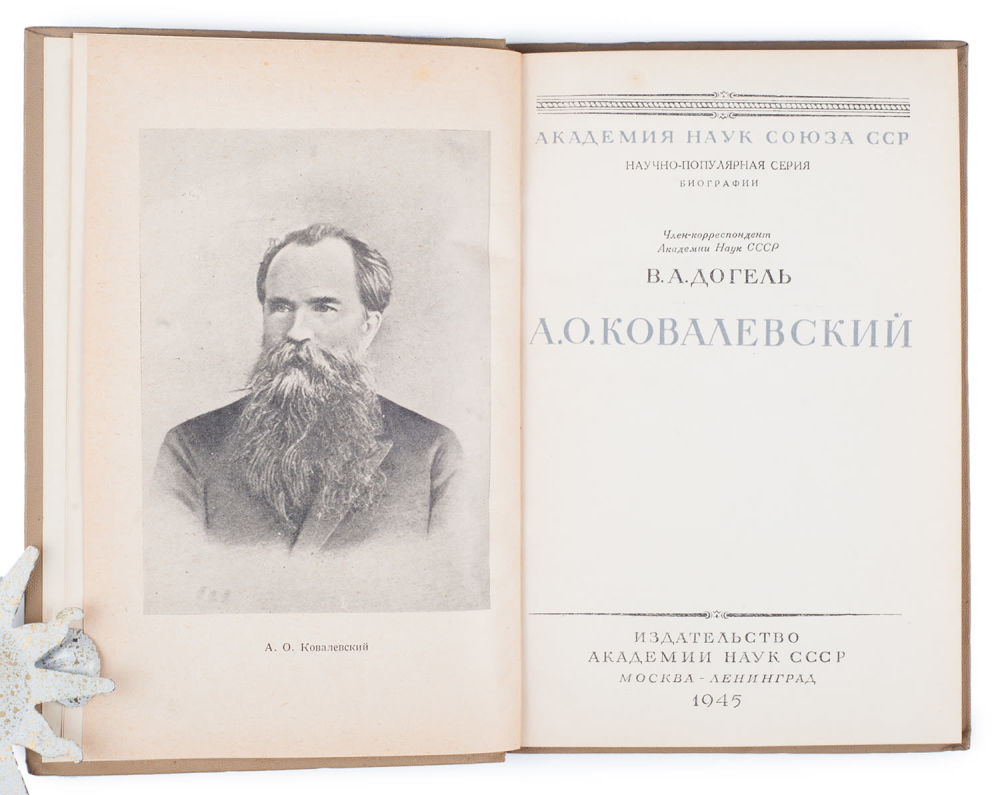 А. О. Ковалевский
АКАДЕМИЯ НАУК СОЮЗА ССР
НАУЧНО-ПОПУЛЯРНАЯ СЕРИЯ
БИОГРАФИИ
Член-корреспондент
Академии Наук СССР
В. А. ДОГЕЛЬ
А. О. КОВАЛЕВСКИЙ
ИЗДАТЕЛЬСТВО
АКАДЕМИИ НАУК СССР
МОСКВА - ЛЕНИНГРАД
1945